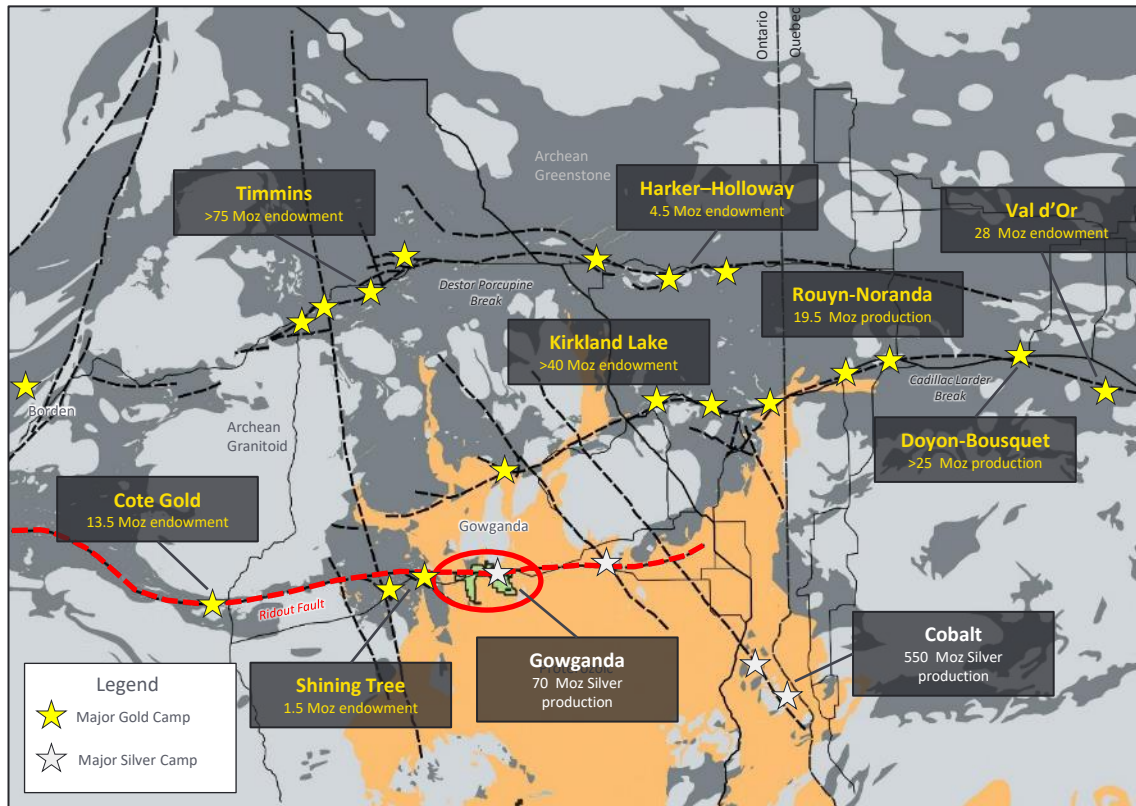 Ontario
Quebec
Archean
Greenstone
Timmins
>75 Moz endowment
Harker–Holloway
4.5 Moz endowment
Val d’Or
28 Moz endowment
Destor Porcupine
Break
Rouyn-Noranda
19.5 Moz production
Kirkland Lake
>40 Moz endowment
Cadillac Larder
Break
Borden
Archean
Granitoid
Doyon-Bousquet
>25 Moz production
Cote Gold
13.5 Moz endowment
Gowganda
Ridout Fault
Shining Tree
1.5 Moz endowment
Gowganda
70 Moz Silver
production
Cobalt
550 Moz Silver
production
Legend
Major Gold Camp
Major Silver Camp